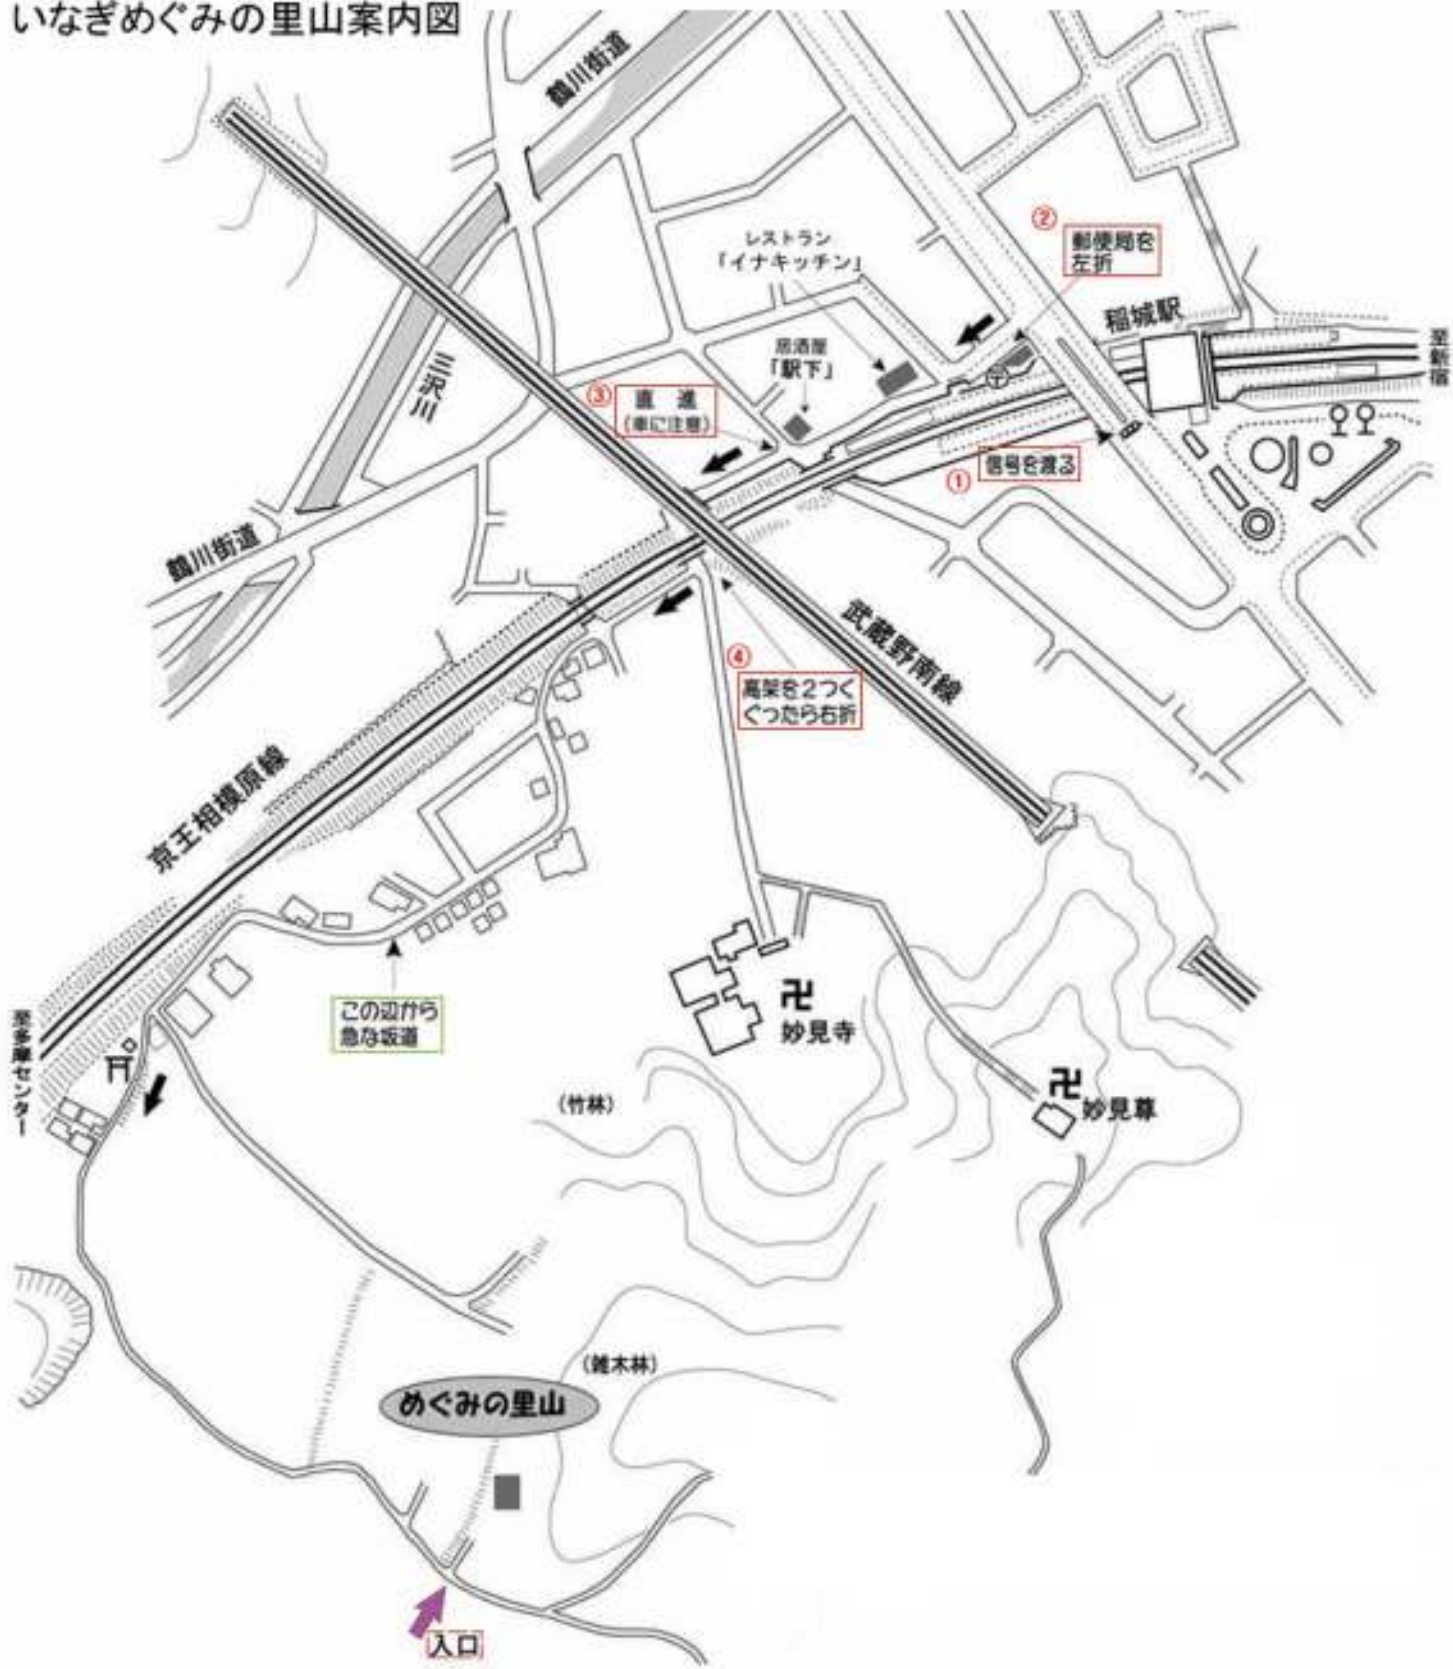 いなぎめぐみの里山案内図
鶴川街道
②
郵便局を
左折
レストラン
「イナキッチン」
稲城駅
至新宿
居酒屋
「駅下」
三沢川
③
直進
(車に注意)
①
信号を渡る
鶴川街道
武蔵野南線
④
高架を2つく
ぐったら右折
京王相模原線
この辺から
急な坂道
卍
妙見寺
至多摩センター
(竹林)
卍
妙見尊
(雑木林)
めぐみの里山
入口